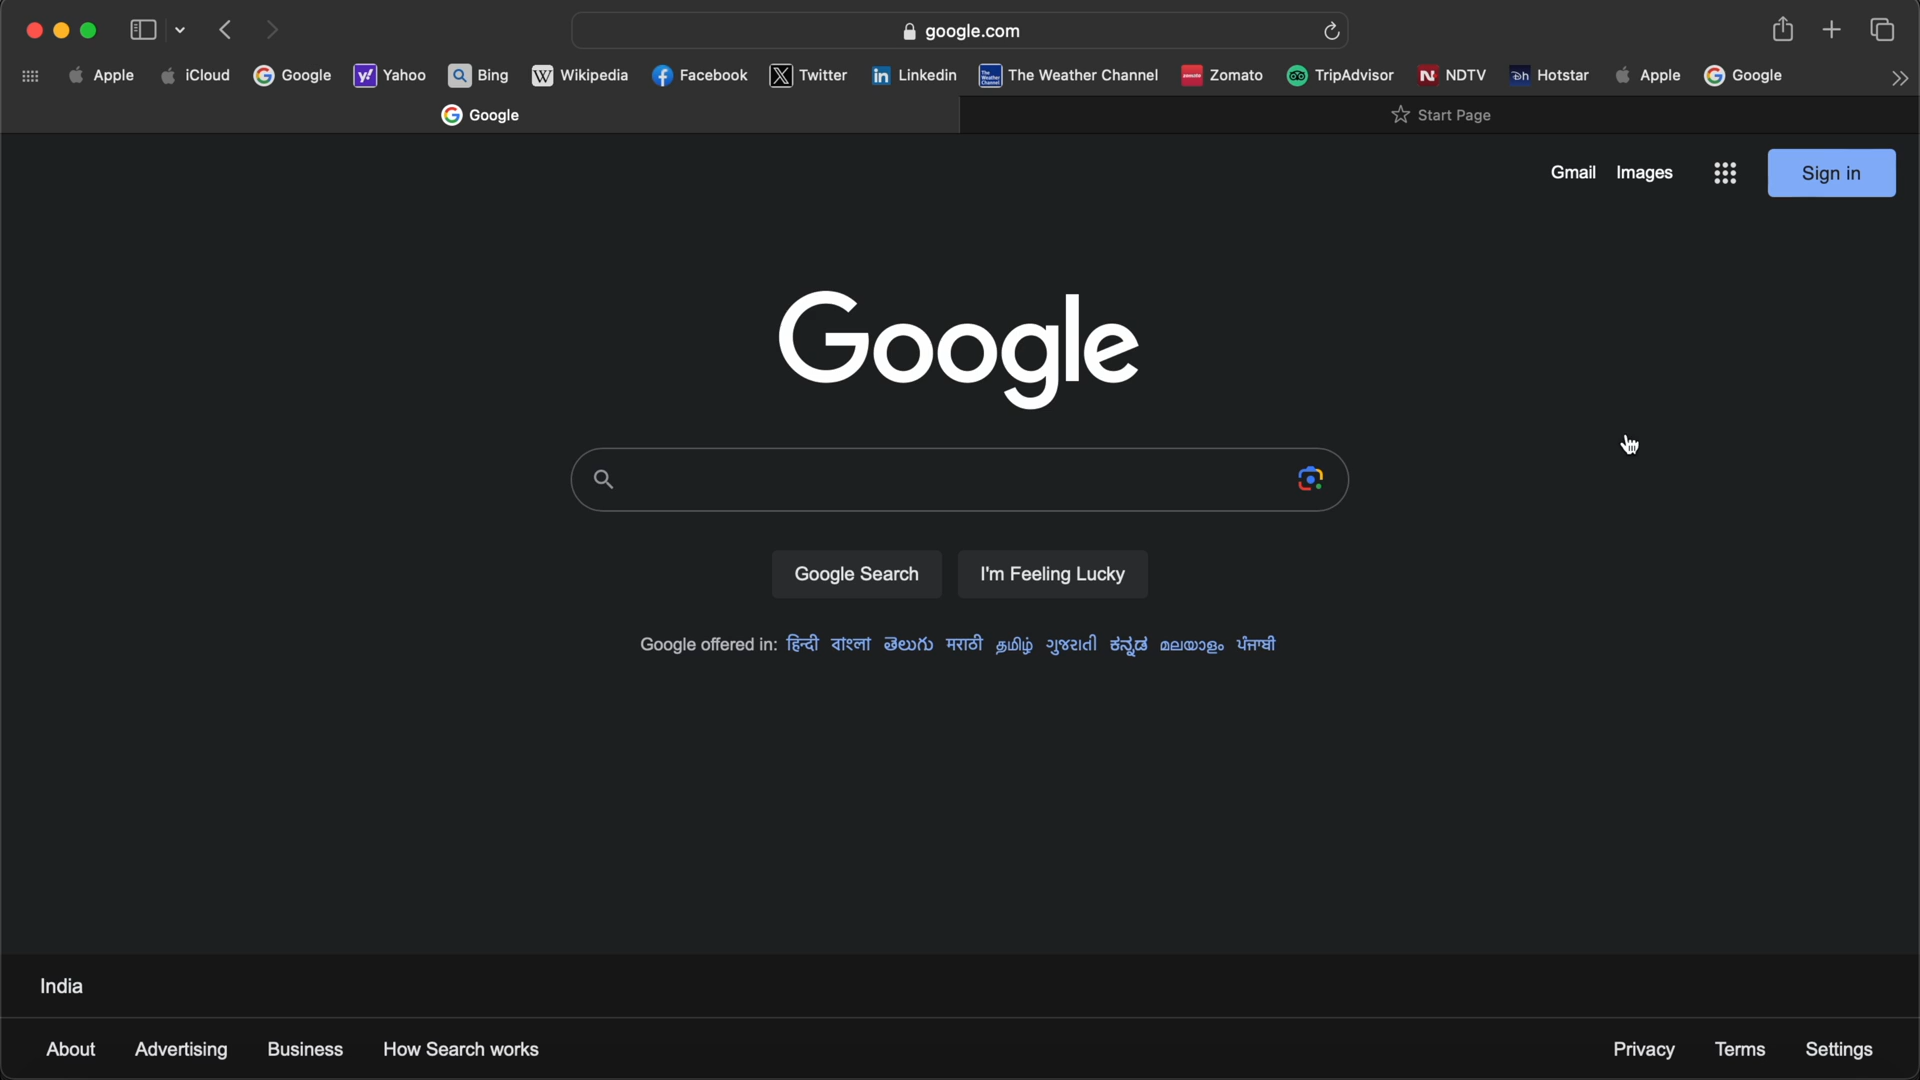 google.com
Apple iCloud Google Yahoo Bing Wikipedia Facebook Twitter Linkedin The Weather Channel Zomato TripAdvisor NDTV Hotstar Apple Google
Google Start Page
Gmail Images Sign in
Google
Google Search I'm Feeling Lucky
Google offered in: हिन्दी বাংলা తెలుగు मराठी தமிழ் ગુજરાતી ಕನ್ನಡ മലയാളം ਪੰਜਾਬੀ
India
About Advertising Business How Search works Privacy Terms Settings